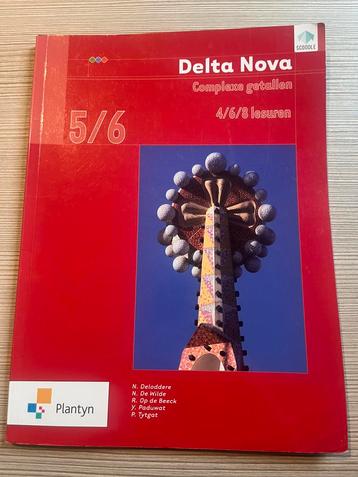 SCOODLE
Delta Nova
Complexe getallen
4/6/8 lesuren
5/6
N. Deloddere
N. De Wilde
R. Op de Beeck
Y. Paduwat
P. Tytgat
Plantyn